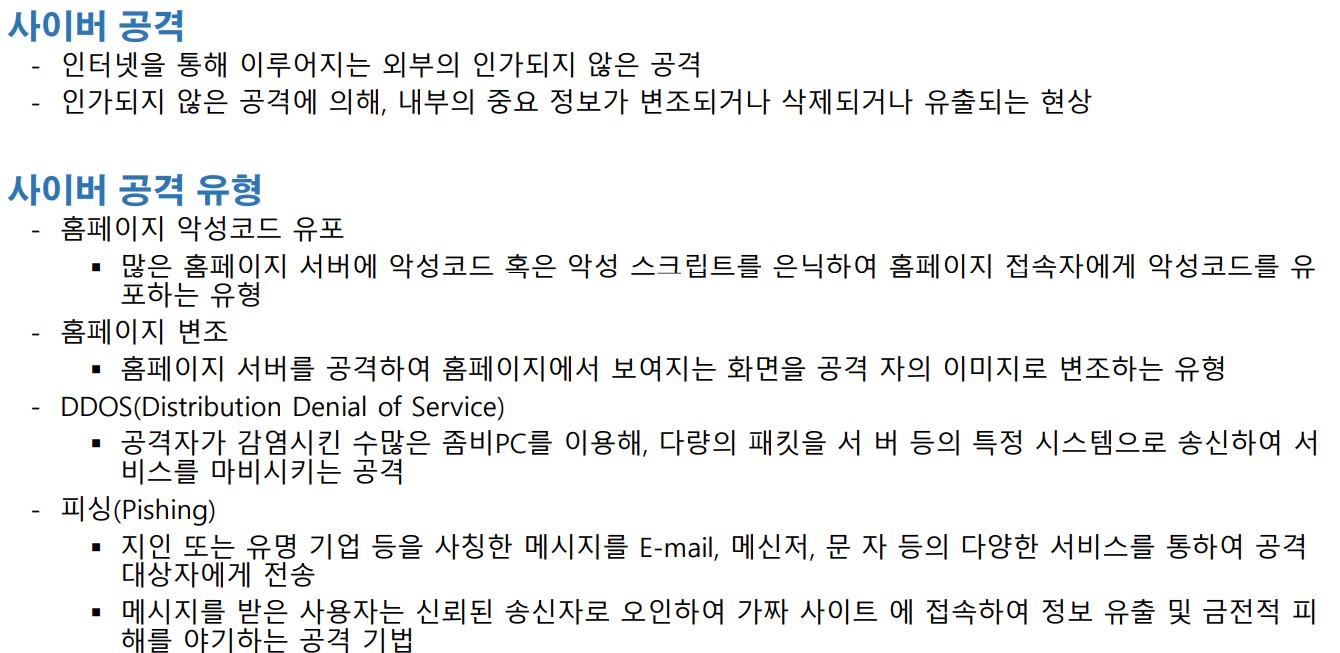 사이버 공격
- 인터넷을 통해 이루어지는 외부의 인가되지 않은 공격
- 인가되지 않은 공격에 의해, 내부의 중요 정보가 변조되거나 삭제되거나 유출되는 현상
사이버 공격 유형
- 홈페이지 악성코드 유포
▪ 많은 홈페이지 서버에 악성코드 혹은 악성 스크립트를 은닉하여 홈페이지 접속자에게 악성코드를 유
포하는 유형
- 홈페이지 변조
▪ 홈페이지 서버를 공격하여 홈페이지에서 보여지는 화면을 공격 자의 이미지로 변조하는 유형
- DDOS(Distribution Denial of Service)
▪ 공격자가 감염시킨 수많은 좀비PC를 이용해, 다량의 패킷을 서 버 등의 특정 시스템으로 송신하여 서
비스를 마비시키는 공격
- 피싱(Pishing)
▪ 지인 또는 유명 기업 등을 사칭한 메시지를 E-mail, 메신저, 문 자 등의 다양한 서비스를 통하여 공격
대상자에게 전송
▪ 메시지를 받은 사용자는 신뢰된 송신자로 오인하여 가짜 사이트 에 접속하여 정보 유출 및 금전적 피
해를 야기하는 공격 기법